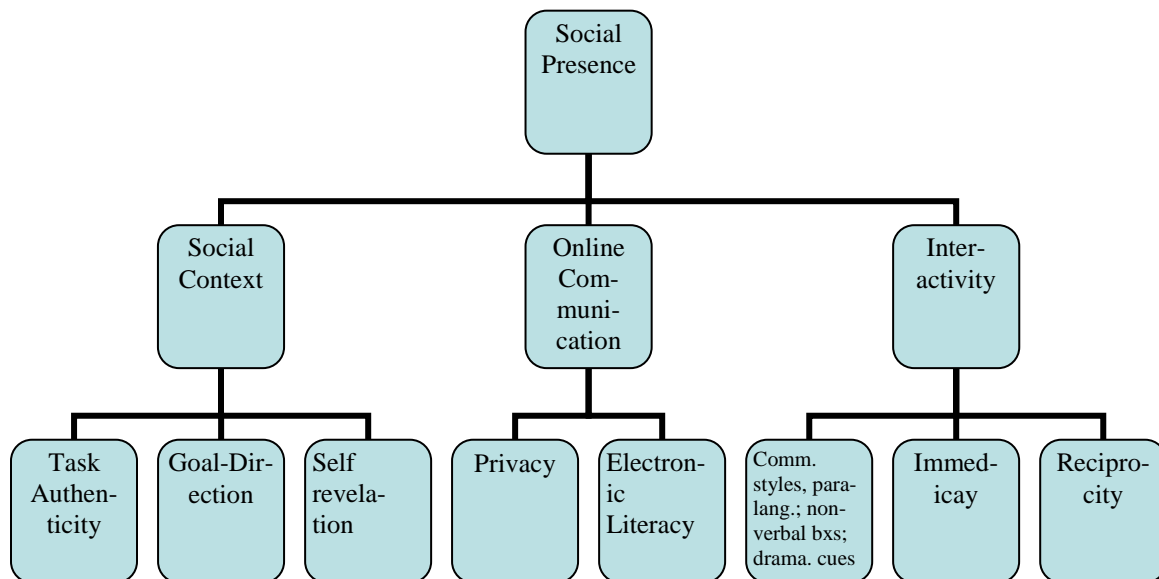 Social
Presence
Social
Context
Online
Com-
muni-
cation
Inter-
activity
Task
Authen-
ticity
Goal-Dir-
ection
Self
revela-
tion
Privacy
Electron-
ic
Literacy
Comm.
styles, para-
lang.; non-
verbal bxs;
drama. cues
Immed-
icay
Recipro-
city